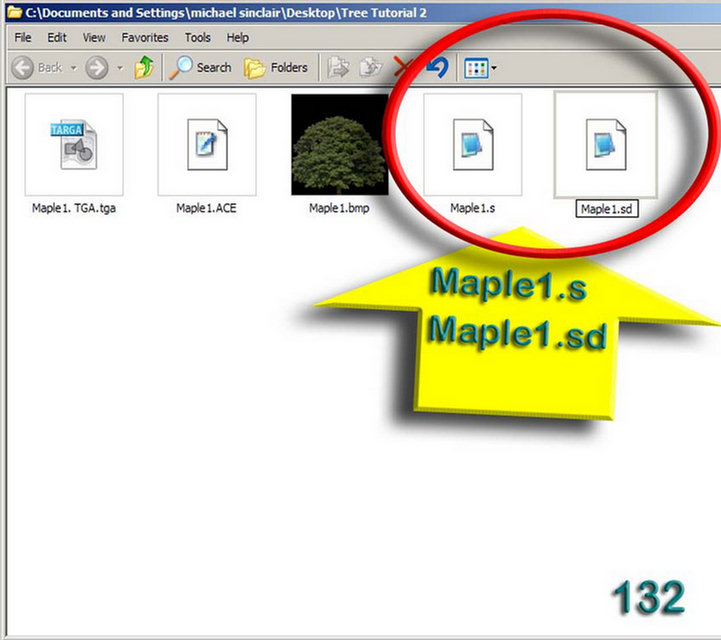 C:\Documents and Settings\michael sinclair\Desktop\Tree Tutorial 2
File Edit View Favorites Tools Help
Back Search Folders
TARGA
Maple1. TGA.tga Maple1.ACE Maple1.bmp Maple1.s Maple1.sd
Maple1.s
Maple1.sd
132